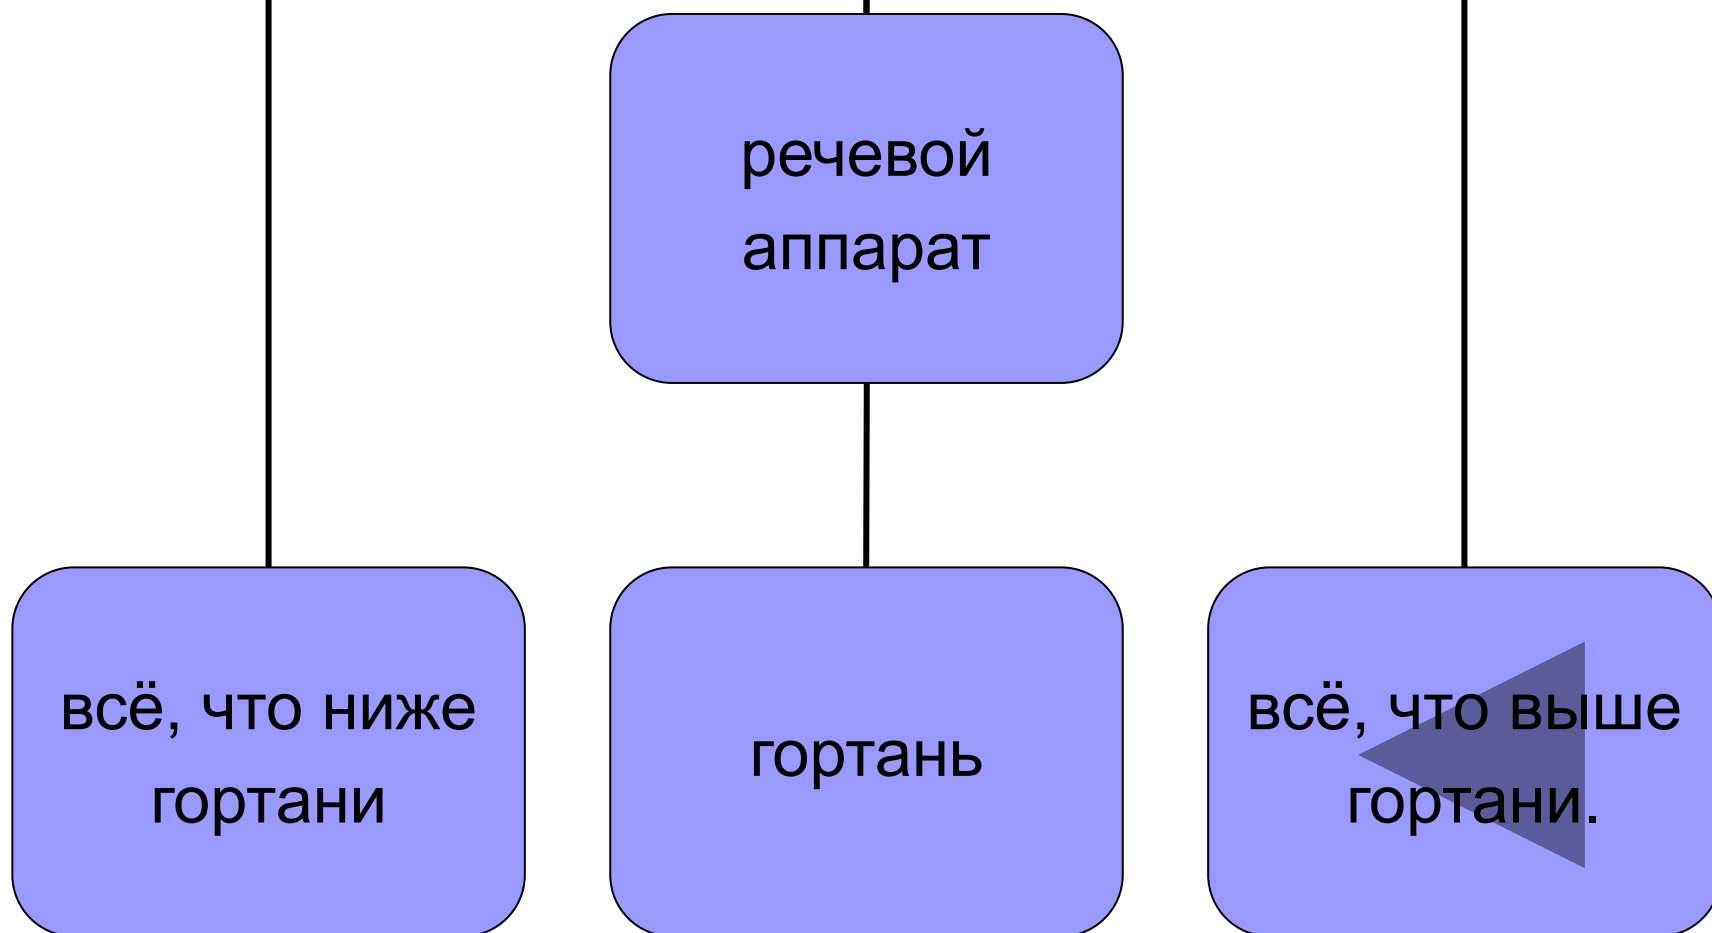 речевой
аппарат
всё, что ниже
гортани
гортань
всё, что выше
гортани.